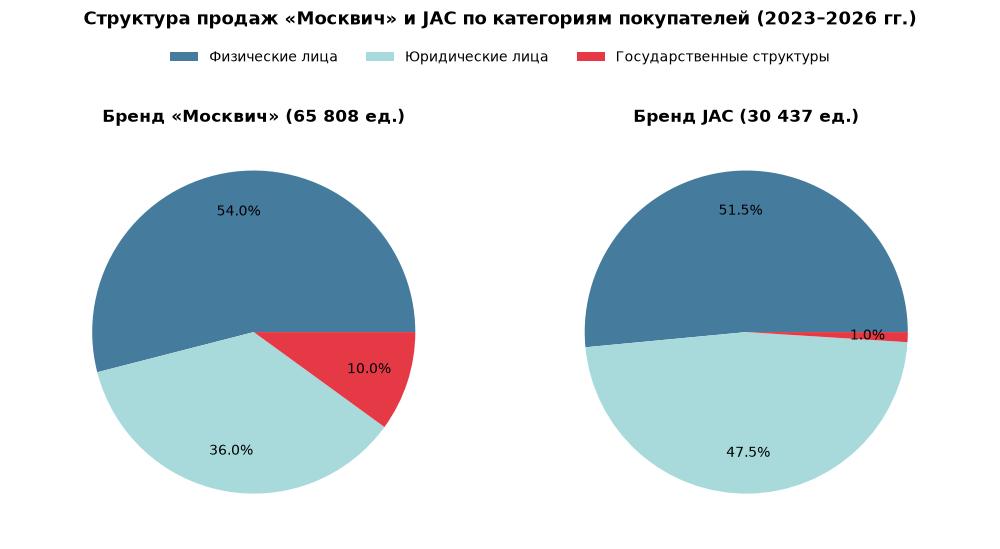 Структура продаж «Москвич» и JAC по категориям покупателей (2023–2026 гг.)
Физические лица
Юридические лица
Государственные структуры
Бренд «Москвич» (65 808 ед.)
54.0%
10.0%
36.0%
Бренд JAC (30 437 ед.)
51.5%
1.0%
47.5%